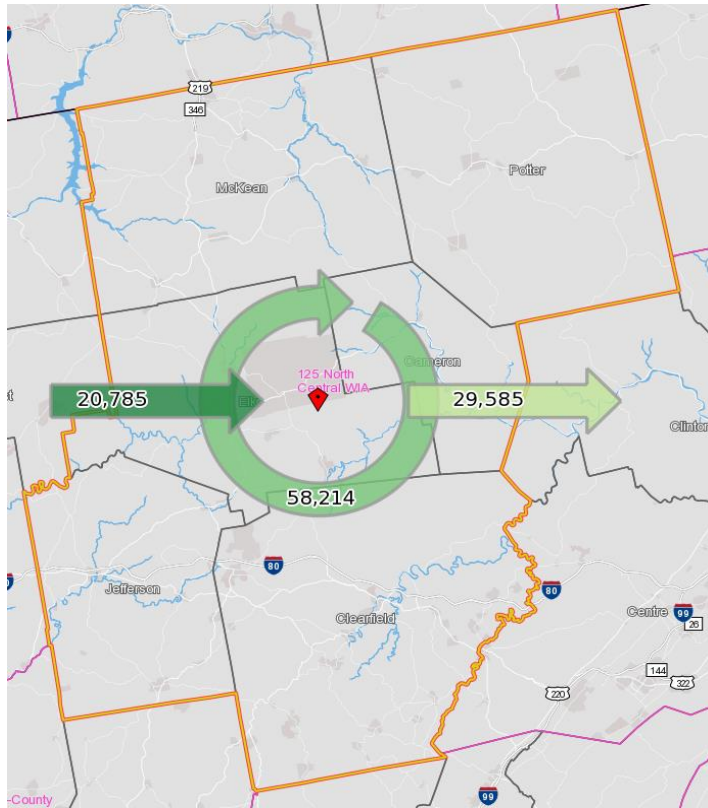 219
346
McKean
Potter
125 North
Central WIA
Cameron
20,785
Elk
29,585
Clinton
58,214
80
Jefferson
80
Clearfield
Centre
99
26
144
322
220
99
-County